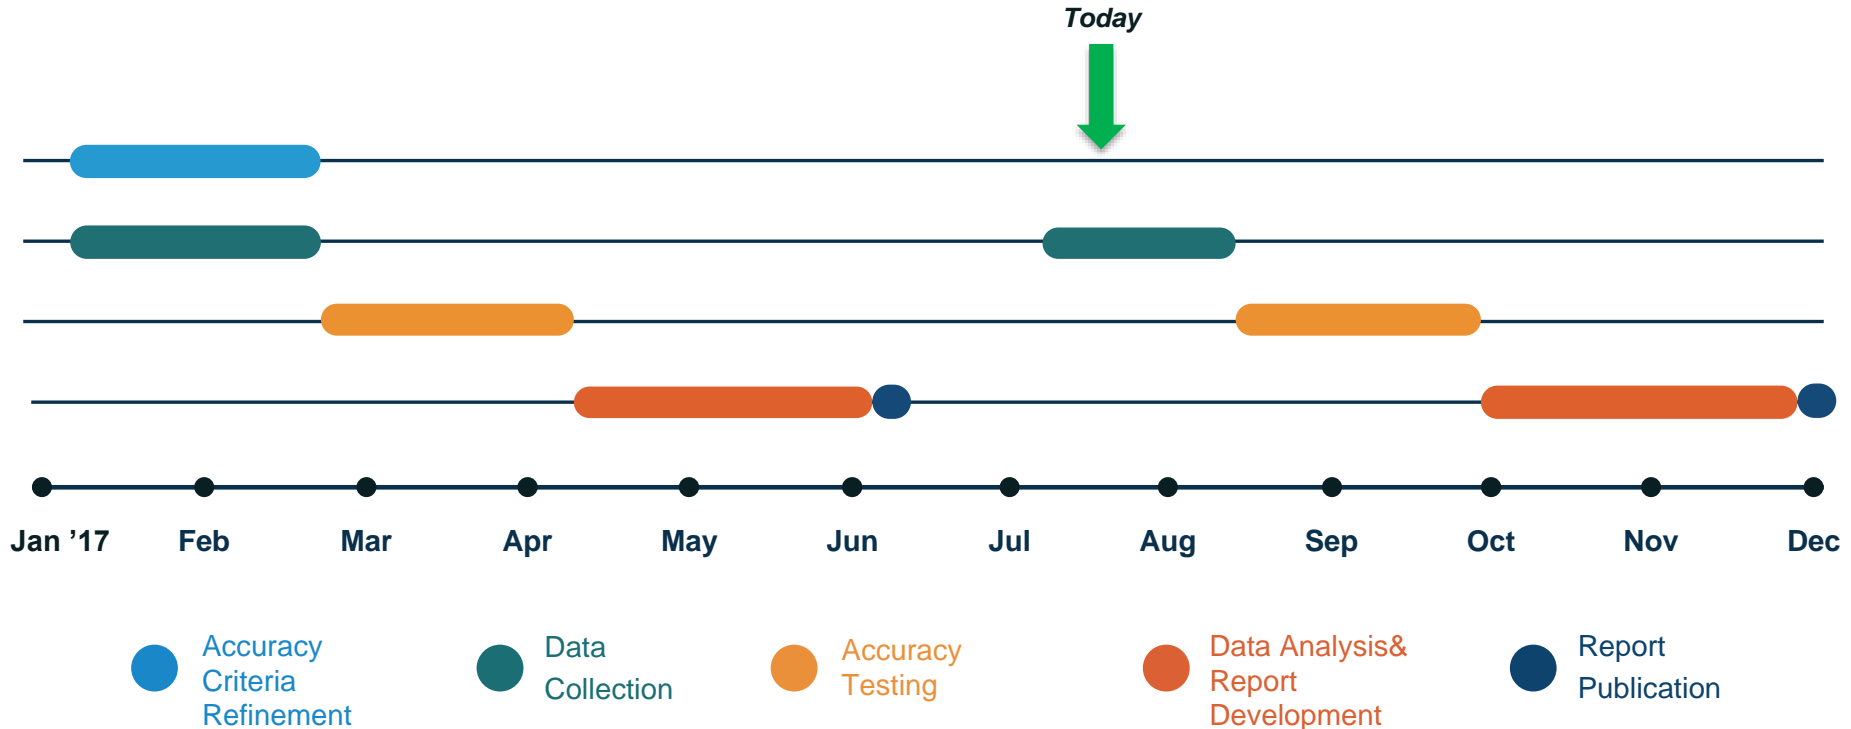 Today
Jan ’17 Feb Mar Apr May Jun Jul Aug Sep Oct Nov Dec
Accuracy
Criteria
Refinement
Data
Collection
Accuracy
Testing
Data Analysis&
Report
Development
Report
Publication